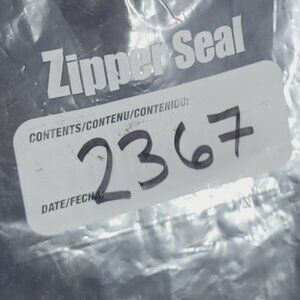 Zipper Seal
CONTENTS/CONTENU/CONTENIDO:
2367
DATE/FECHA